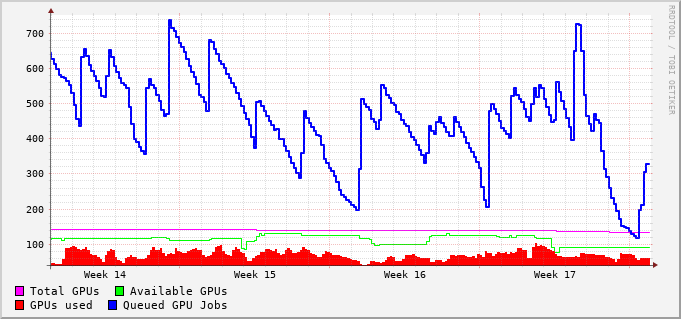 700
600
500
400
300
200
100
Week 14 Week 15 Week 16 Week 17
Total GPUs Available GPUs
GPUs used Queued GPU Jobs
RRDTOOL / TOBI OETIKER